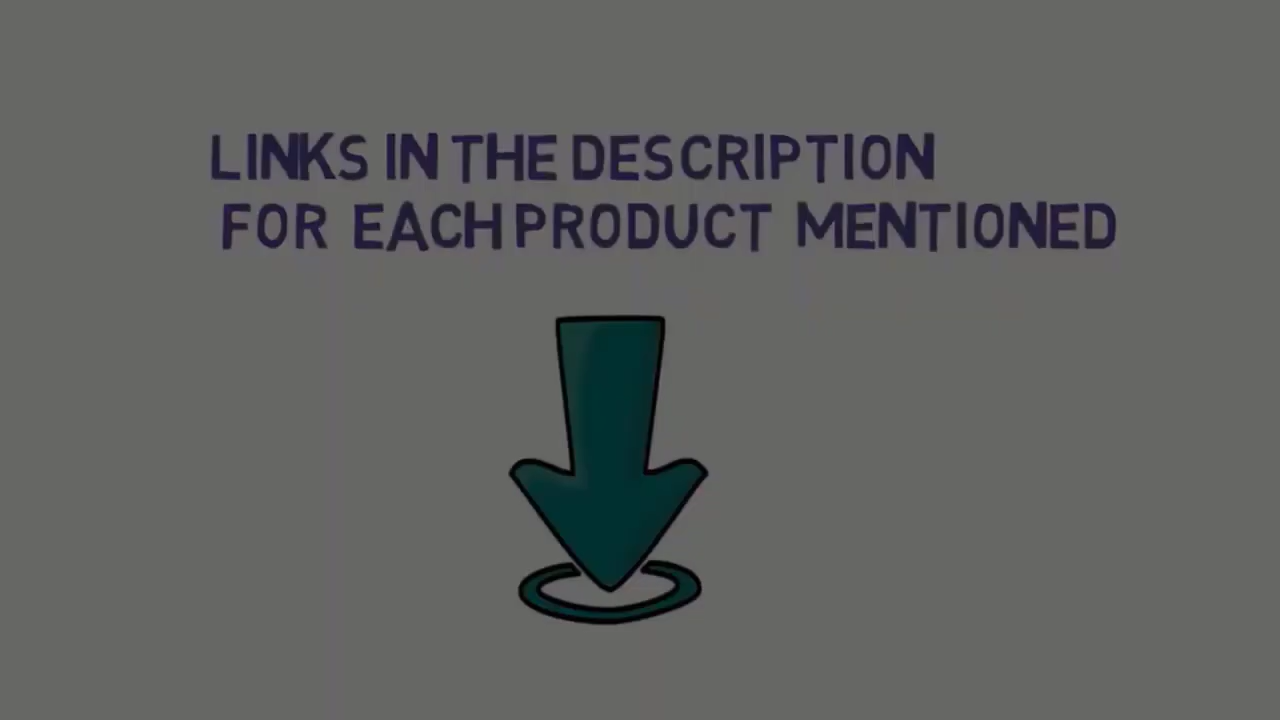 LINKS IN THE DESCRIPTION
FOR EACH PRODUCT MENTIONED